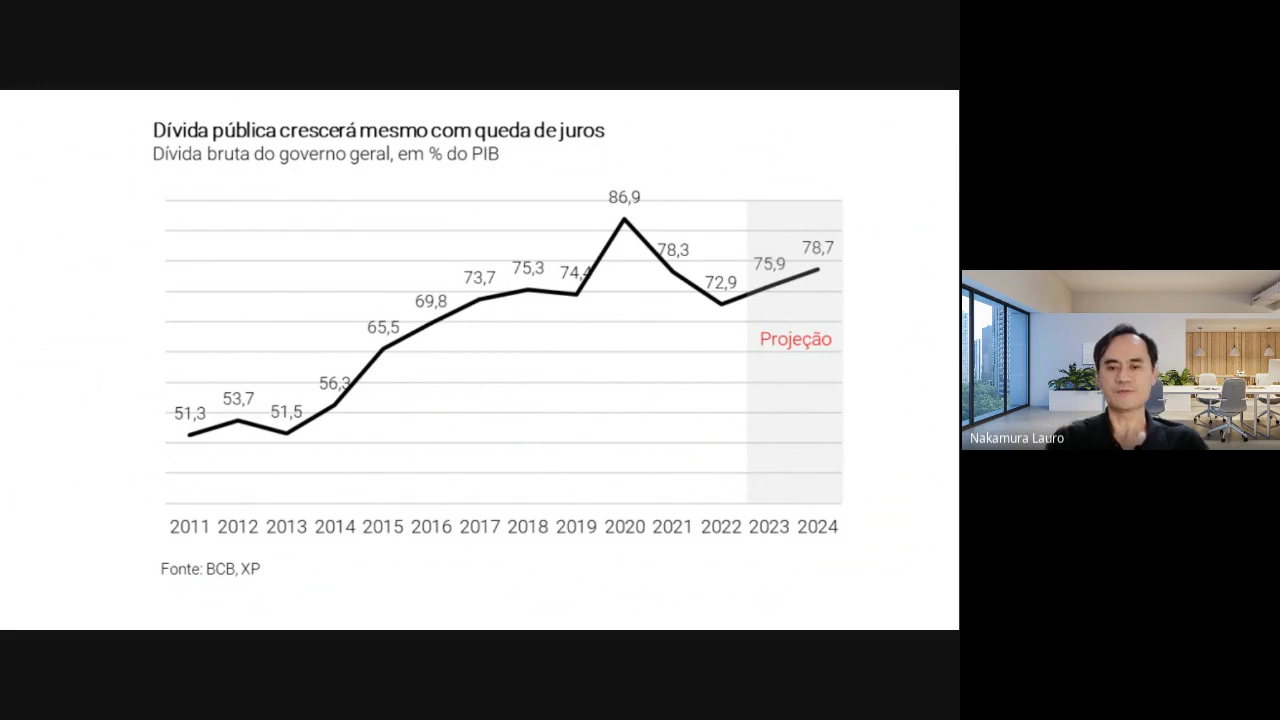 Dívida pública crescerá mesmo com queda de juros
Dívida bruta do governo geral, em % do PIB
86,9
78,3
78,7
75,9
73,7
75,3
74,4
72,9
69,8
65,5
56,3
53,7
51,3
51,5
Projeção
2011 2012 2013 2014 2015 2016 2017 2018 2019 2020 2021 2022 2023 2024
Fonte: BCB, XP
Nakamura Lauro